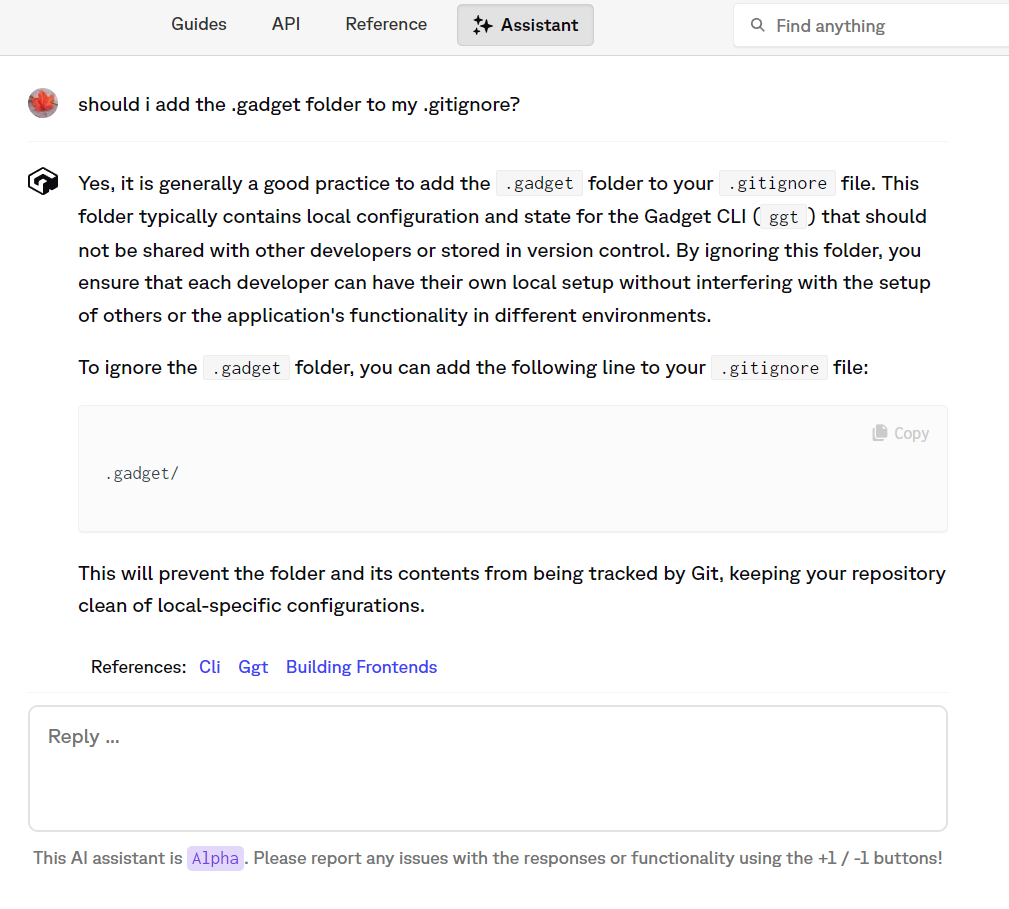 Guides API Reference Assistant Find anything
should i add the .gadget folder to my .gitignore?
Yes, it is generally a good practice to add the .gadget folder to your .gitignore file. This
folder typically contains local configuration and state for the Gadget CLI ( ggt ) that should
not be shared with other developers or stored in version control. By ignoring this folder, you
ensure that each developer can have their own local setup without interfering with the setup
of others or the application's functionality in different environments.
To ignore the .gadget folder, you can add the following line to your .gitignore file:
Copy
.gadget/
This will prevent the folder and its contents from being tracked by Git, keeping your repository
clean of local-specific configurations.
References: Cli Ggt Building Frontends
Reply ...
This AI assistant is Alpha. Please report any issues with the responses or functionality using the +1 / -1 buttons!